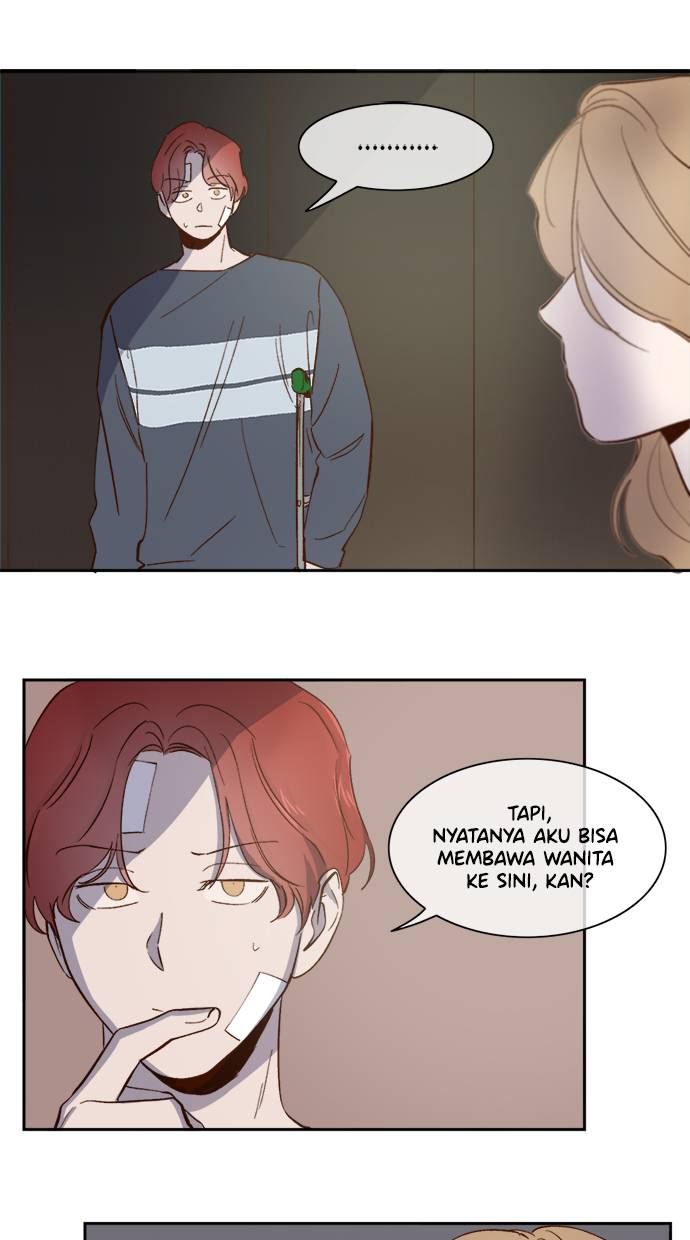 ...........
TAPI,
NYATANYA AKU BISA
MEMBAWA WANITA
KE SINI, KAN?